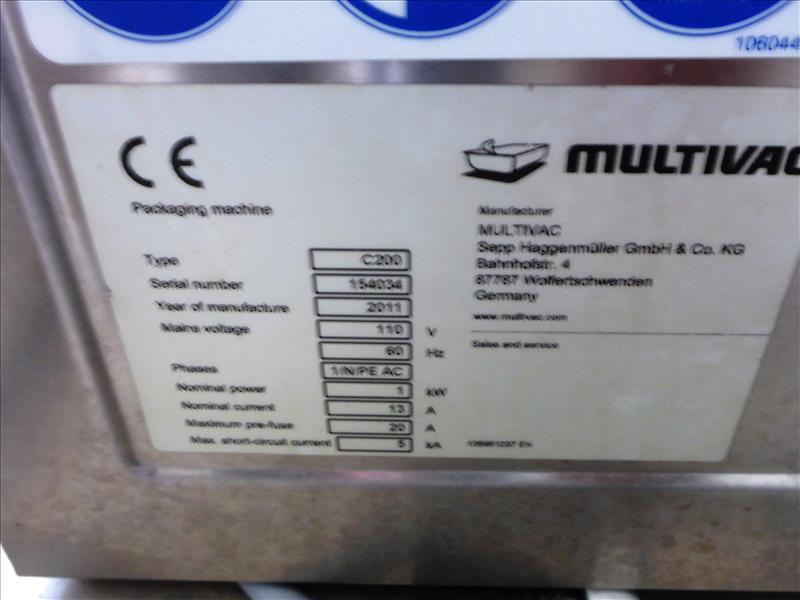 106044
CE
MULTIVAC
Packaging machine
Type C200
Serial number 154034
Year of manufacture 2011
Mains voltage 110 V
60 Hz
Phases 1/N/PE AC
Nominal power 1 kW
Nominal current 13 A
Maximum pre-fuse 20 A
Max. short-circuit current 5 kA
Manufacturer
MULTIVAC
Sepp Haggenmüller GmbH & Co. KG
Bahnhofstr. 4
87787 Wolfertschwenden
Germany
www.multivac.com
Sales and service
EN